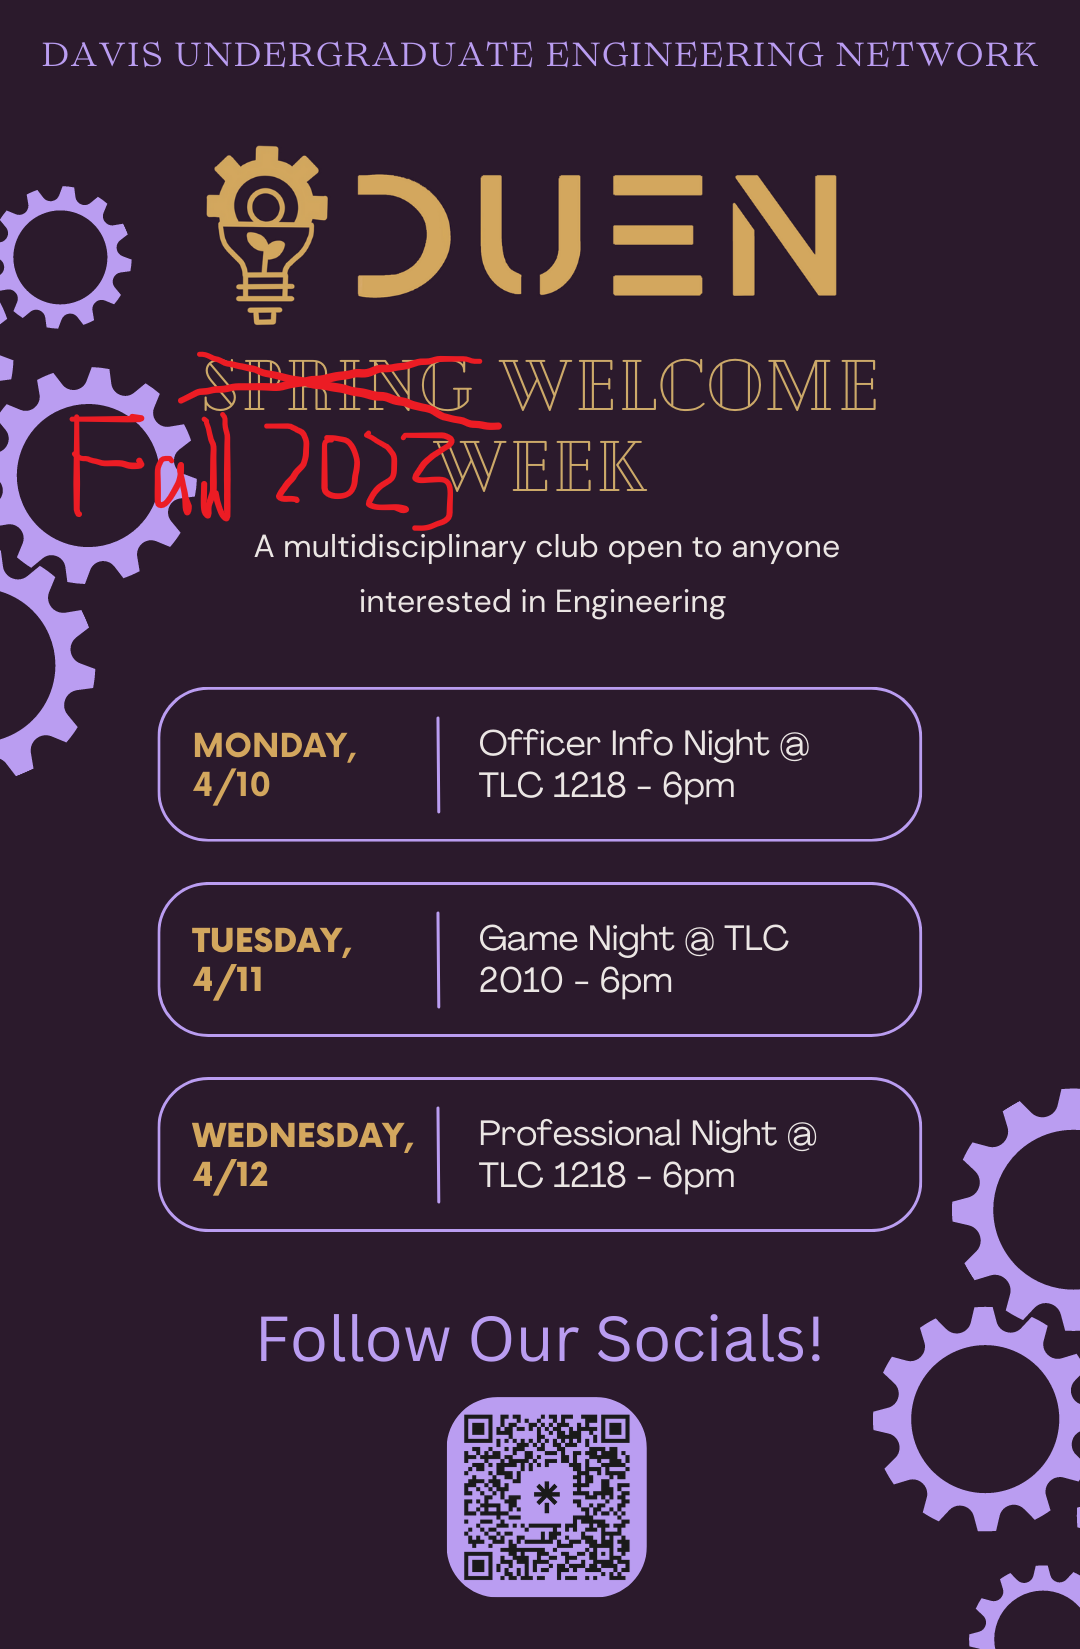 DAVIS UNDERGRADUATE ENGINEERING NETWORK
DUEN
SPRING WELCOME
Fall 2023
WEEK
A multidisciplinary club open to anyone
interested in Engineering
MONDAY,
4/10
Officer Info Night @
TLC 1218 - 6pm
TUESDAY,
4/11
Game Night @ TLC
2010 - 6pm
WEDNESDAY,
4/12
Professional Night @
TLC 1218 - 6pm
Follow Our Socials!